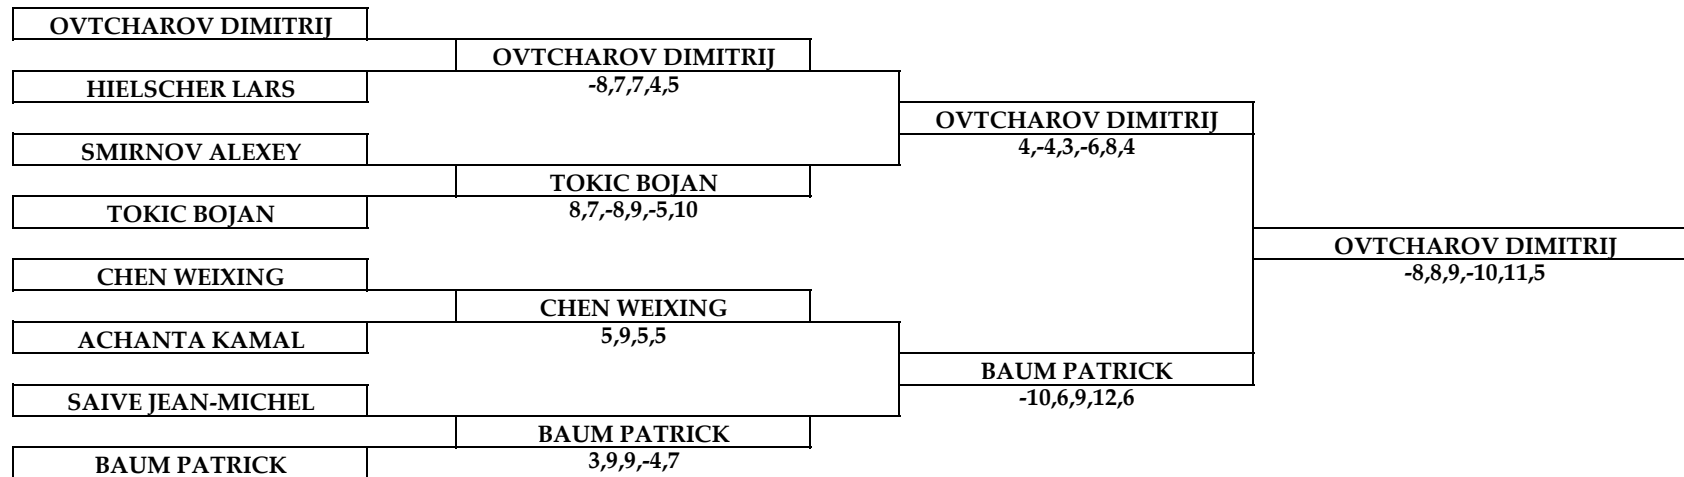 OVTCHAROV DIMITRIJ
OVTCHAROV DIMITRIJ
HIELSCHER LARS
-8,7,7,4,5
OVTCHAROV DIMITRIJ
SMIRNOV ALEXEY
4,-4,3,-6,8,4
TOKIC BOJAN
TOKIC BOJAN
8,7,-8,9,-5,10
OVTCHAROV DIMITRIJ
CHEN WEIXING
-8,8,9,-10,11,5
CHEN WEIXING
ACHANTA KAMAL
5,9,5,5
BAUM PATRICK
SAIVE JEAN-MICHEL
-10,6,9,12,6
BAUM PATRICK
BAUM PATRICK
3,9,9,-4,7